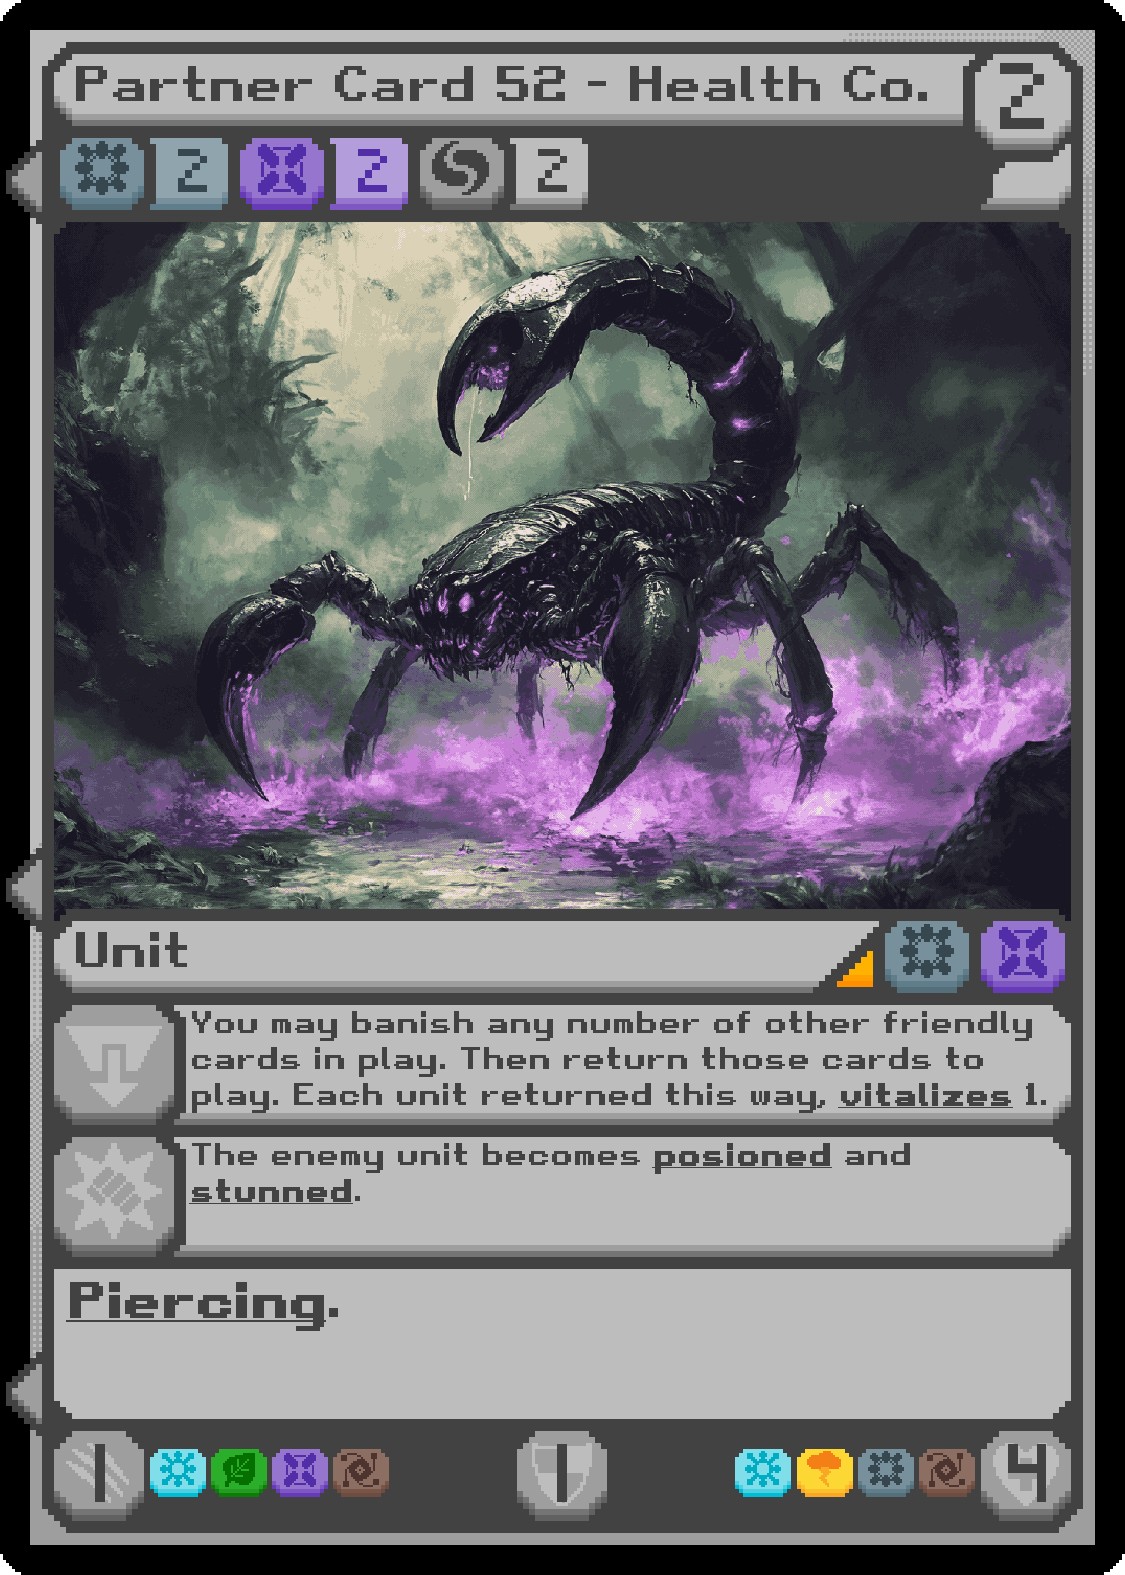 Partner Card 52 - Health Co.
2
2 2 2
Unit
You may banish any number of other friendly
cards in play. Then return those cards to
play. Each unit returned this way, vitalizes 1.
The enemy unit becomes posioned and
stunned.
Piercing.
1 1 4